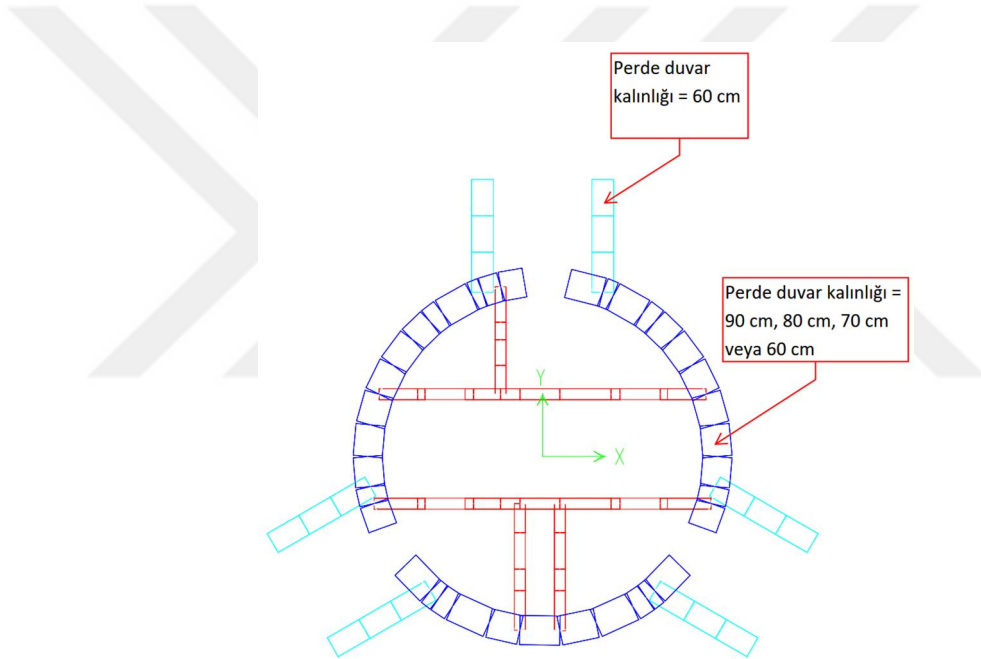 Perde duvar
kalınlığı = 60 cm
Perde duvar kalınlığı =
90 cm, 80 cm, 70 cm
veya 60 cm
Y
X